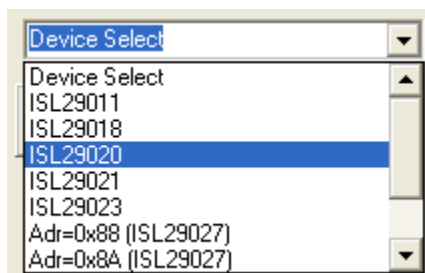 Device Select
Device Select
ISL29011
ISL29018
ISL29020
ISL29021
ISL29023
Adr=0x88 (ISL29027)
Adr=0x8A (ISL29027)